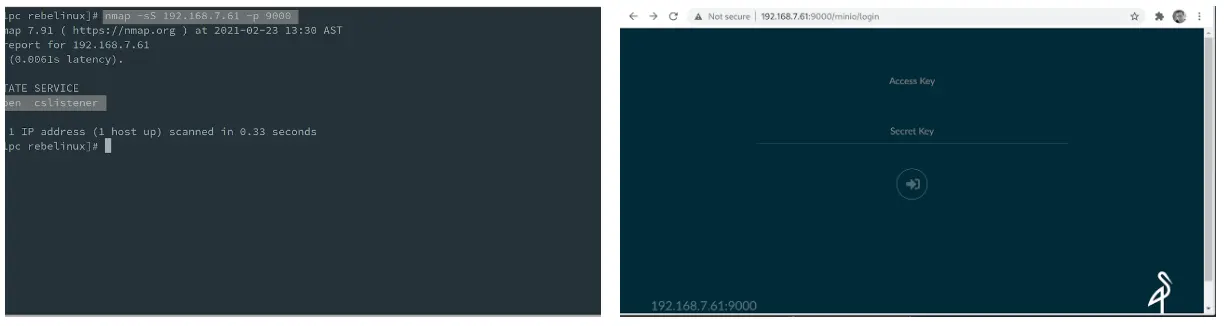 lpc rebelinux]# nmap -sS 192.168.7.61 -p 9000
map 7.91 ( https://nmap.org ) at 2021-02-23 13:30 AST
report for 192.168.7.61
(0.0061s latency).
TATE SERVICE
pen cslistener
1 IP address (1 host up) scanned in 0.33 seconds
lpc rebelinux]#
Not secure | 192.168.7.61:9000/minio/login
Access Key
Secret Key
192.168.7.61:9000